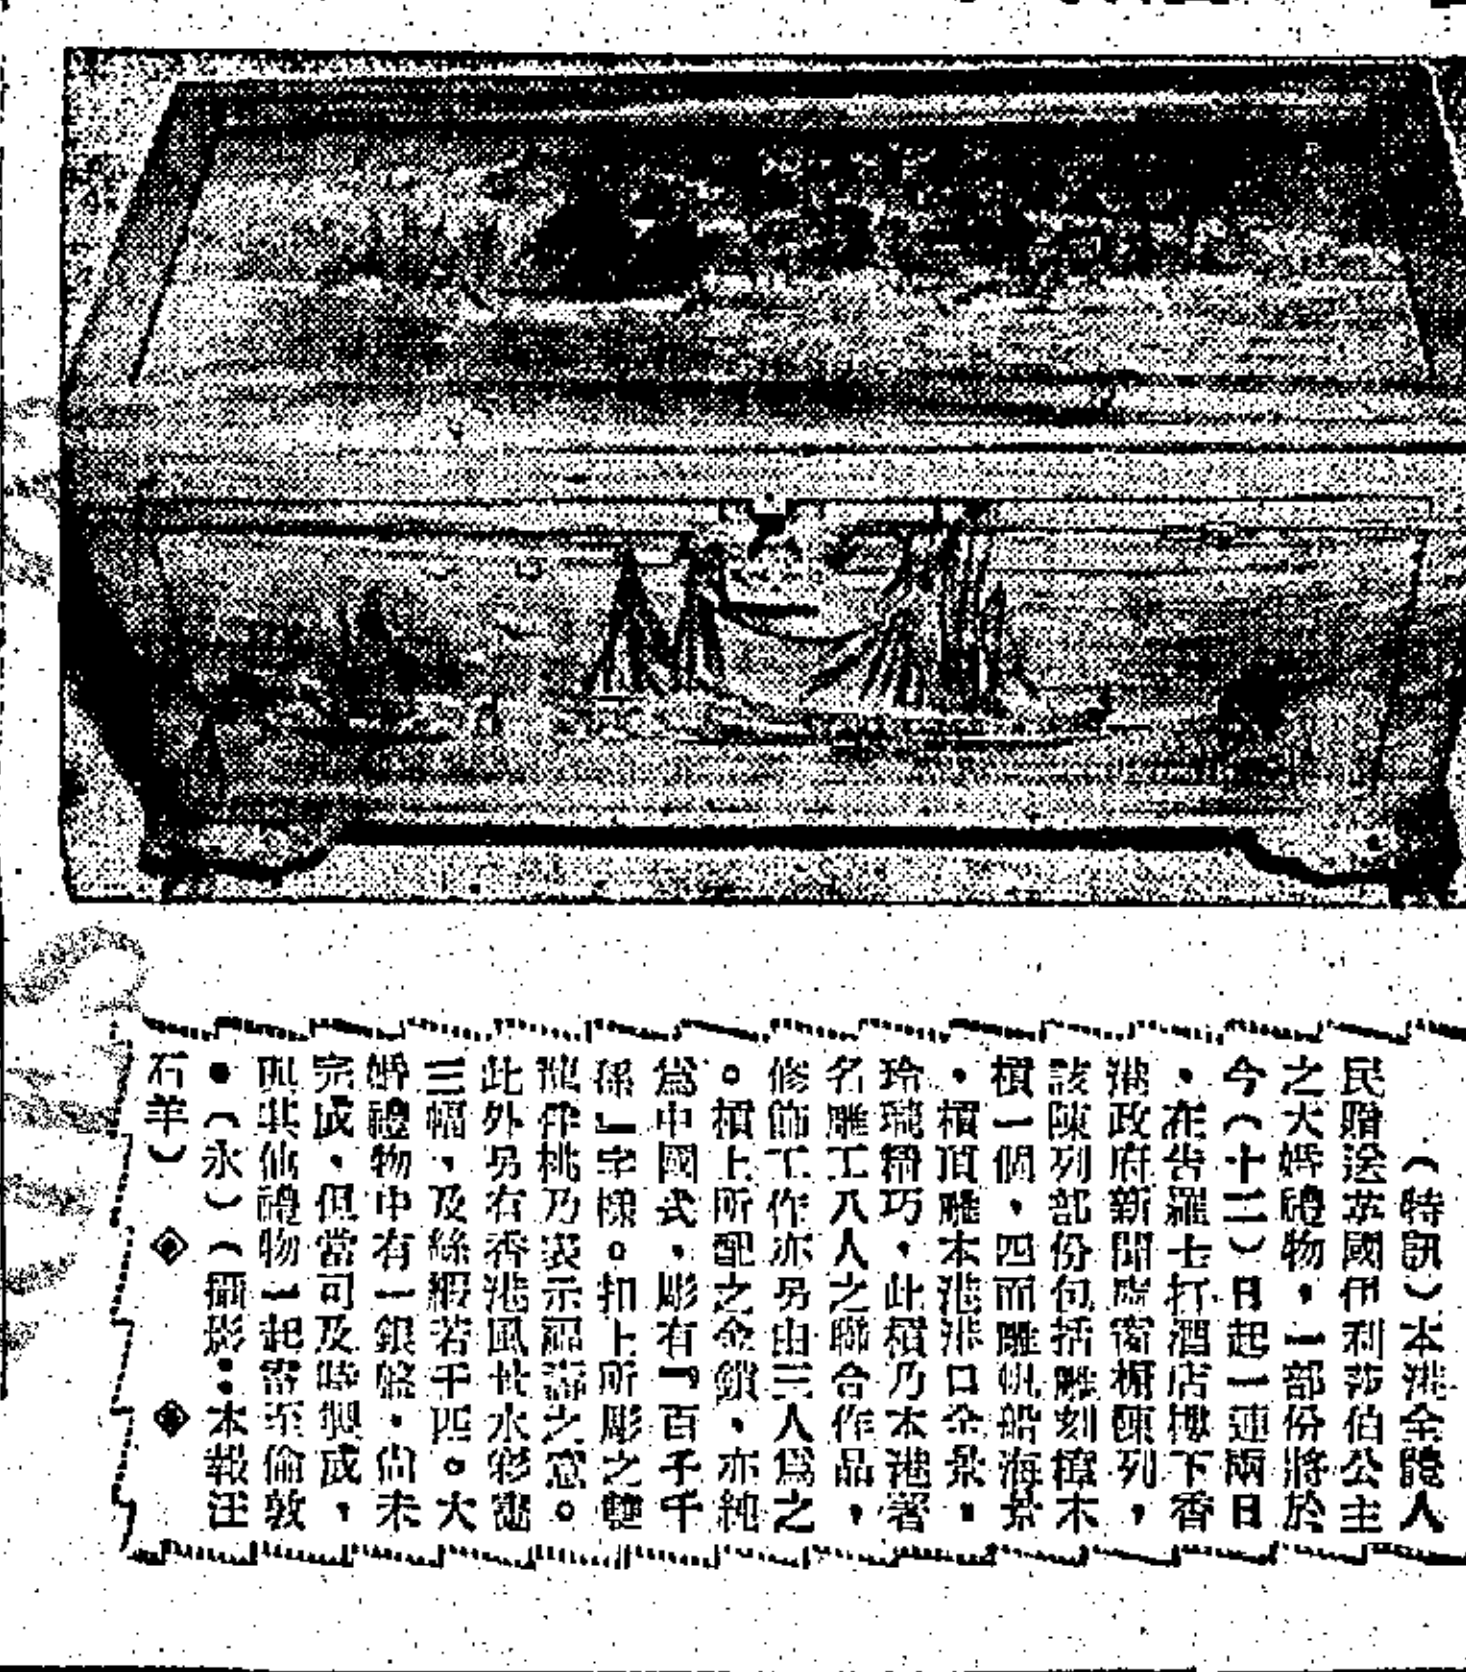 （特訊）本港全體人
民贈送英國伊利莎伯公主
之大婚禮物，一部份將於
今（十二）日起一連兩日
，在告羅士打酒店樓下香
港政府新聞處窗櫥陳列，
該陳列部份包括雕刻樟木
槓一個，四面雕帆船海景
，槓頂雕本港港口全景，
玲瓏精巧，此槓乃本港著
名雕工八人之聯合作品，
修飾工作亦另由三人爲之
。槓上所配之金鎖，亦純
爲中國式，彫有『百子千
孫』字樣。扣上所彫之雙
龍伴桃乃表示福壽之意。
此外另有香港風景水彩畫
三幅，及絲緞若干匹。大
婚禮物中有一銀盤，尙未
完成，但當可及時製成，
與其他禮物一起寄至倫敦
。（永）（攝影：本報汪
石羊）◈ ◈